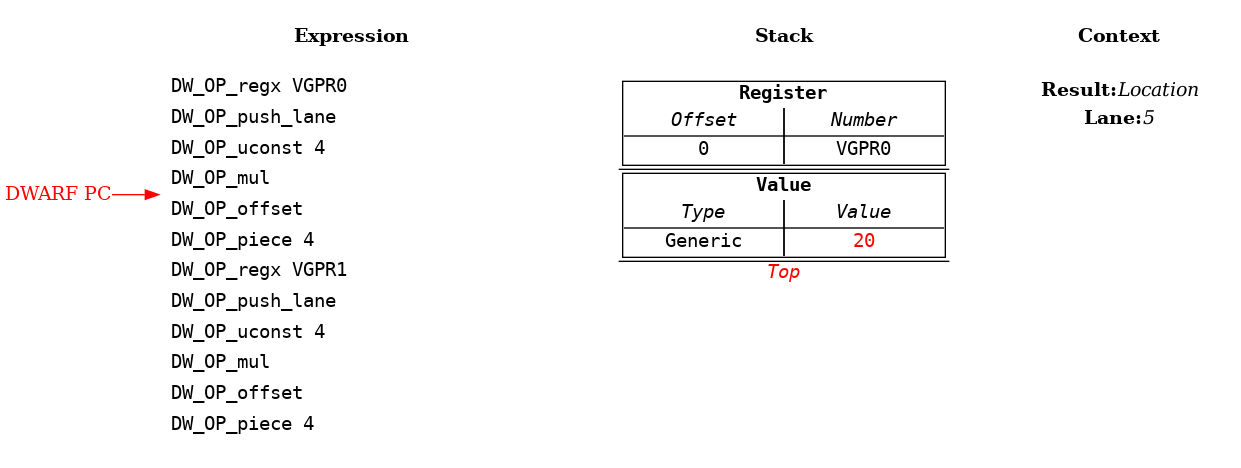 Expression
Stack
Context
DW_OP_regx VGPR0
DW_OP_push_lane
DW_OP_uconst 4
DW_OP_mul
DWARF PC
DW_OP_offset
DW_OP_piece 4
DW_OP_regx VGPR1
DW_OP_push_lane
DW_OP_uconst 4
DW_OP_mul
DW_OP_offset
DW_OP_piece 4
Register
Offset Number
0 VGPR0
Value
Type Value
Generic 20
Top
Result:Location
Lane:5